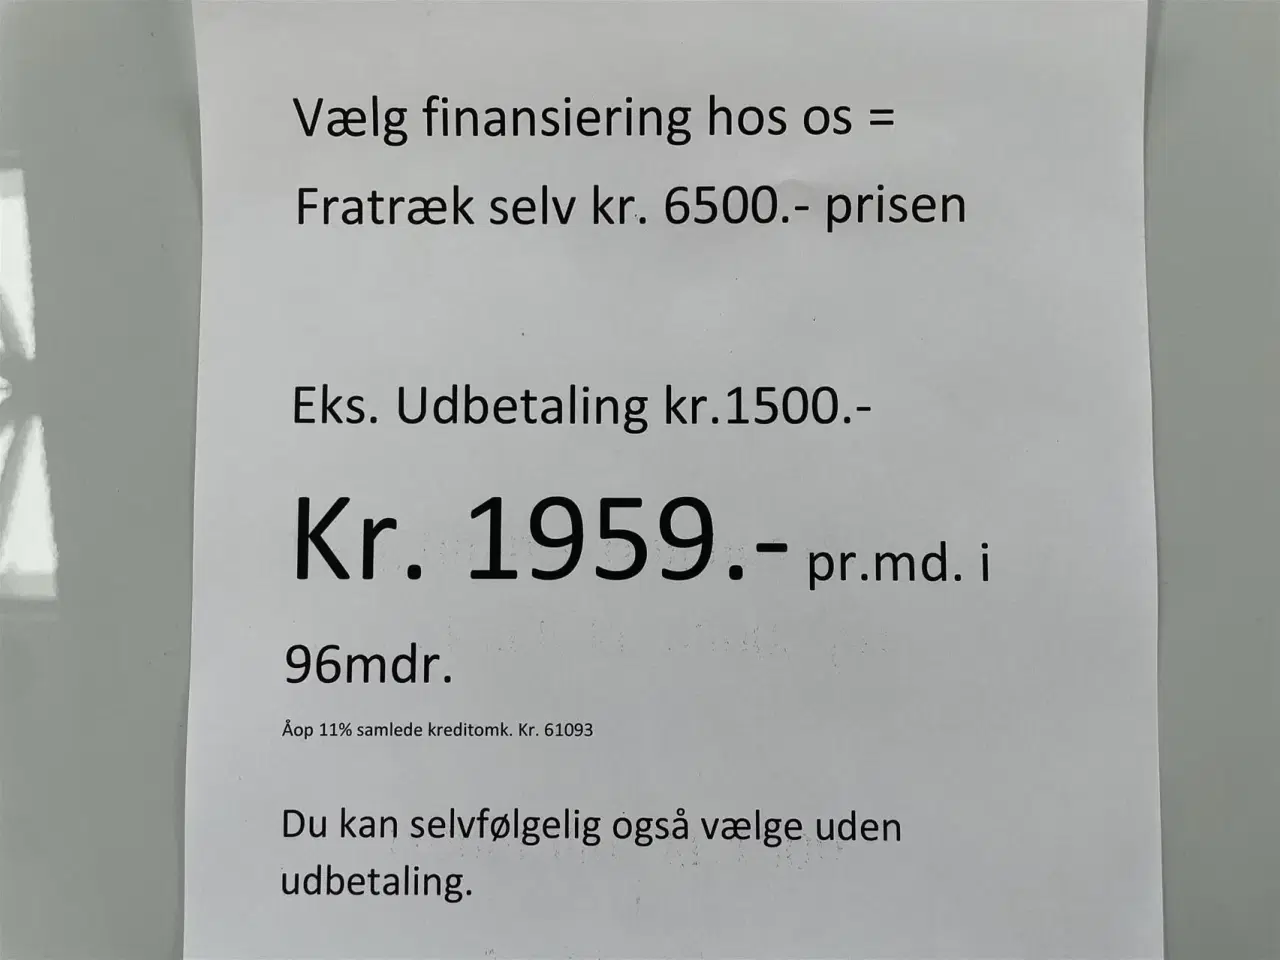 Vælg finansiering hos os =
Fratræk selv kr. 6500.- prisen
Eks. Udbetaling kr.1500.-
Kr. 1959.- pr.md. i
96mdr.
Åop 11% samlede kreditomk. Kr. 61093
Du kan selvfølgelig også vælge uden
udbetaling.